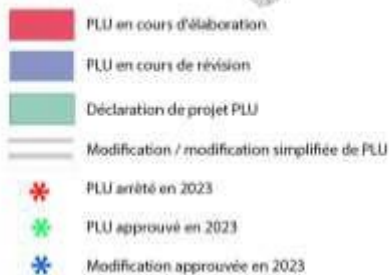 PLU en cours d'élaboration
PLU en cours de révision
Déclaration de projet PLU
Modification / modification simplifiée de PLU
PLU arrêté en 2023
PLU approuvé en 2023
Modification approuvée en 2023